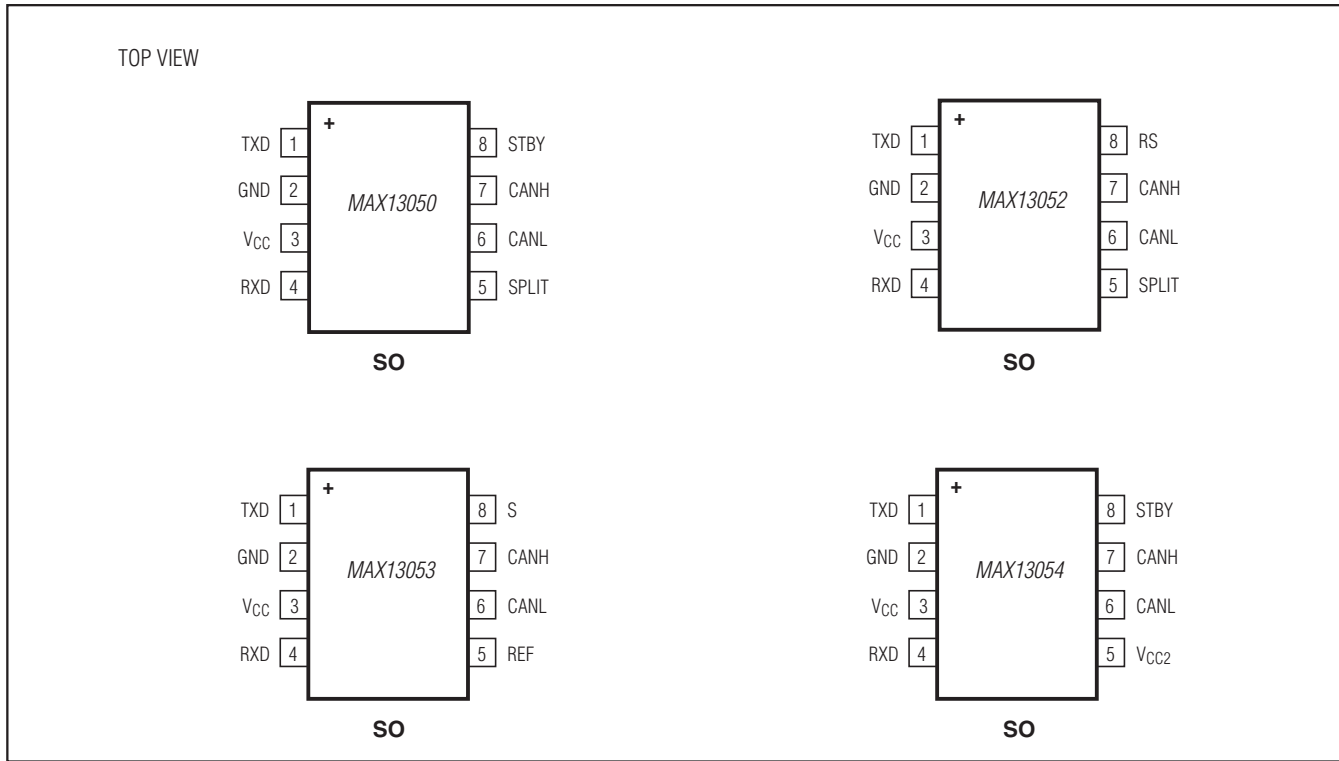 TOP VIEW
+
TXD 1 8 STBY
GND 2 7 CANH
MAX13050
VCC 3 6 CANL
RXD 4 5 SPLIT
SO
+
TXD 1 8 RS
GND 2 7 CANH
MAX13052
VCC 3 6 CANL
RXD 4 5 SPLIT
SO
+
TXD 1 8 S
GND 2 7 CANH
MAX13053
VCC 3 6 CANL
RXD 4 5 REF
SO
+
TXD 1 8 STBY
GND 2 7 CANH
MAX13054
VCC 3 6 CANL
RXD 4 5 VCC2
SO